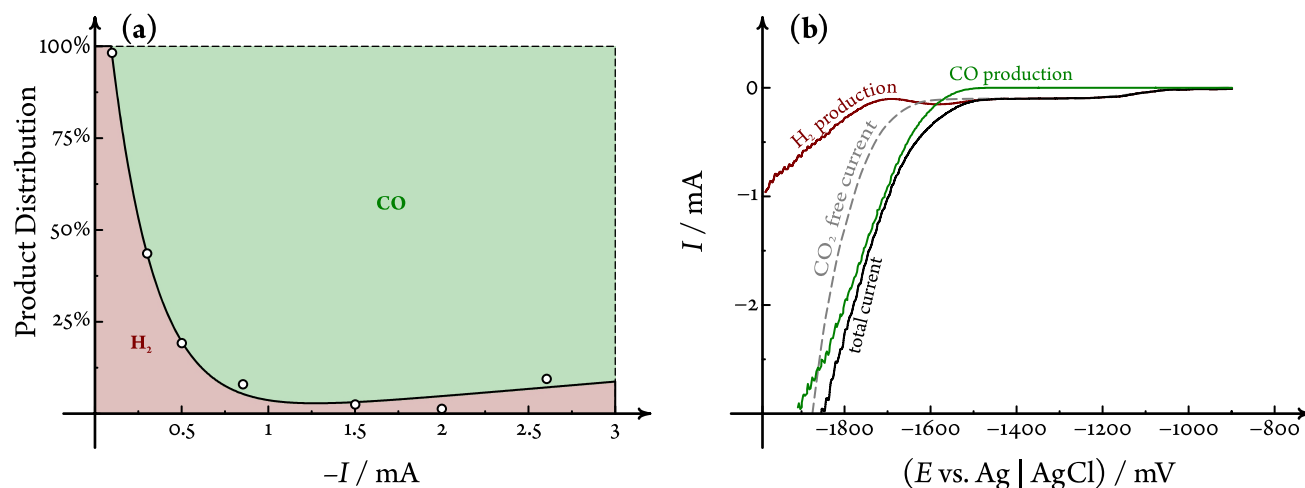 (a)
100%
75%
50%
25%
Product Distribution
CO
H₂
0.5
1
1.5
2
2.5
3
–I / mA
(b)
CO production
H₂ production
CO₂ free current
total current
0
−1
−2
I / mA
−1800
−1600
−1400
−1200
−1000
−800
(E vs. Ag | AgCl) / mV